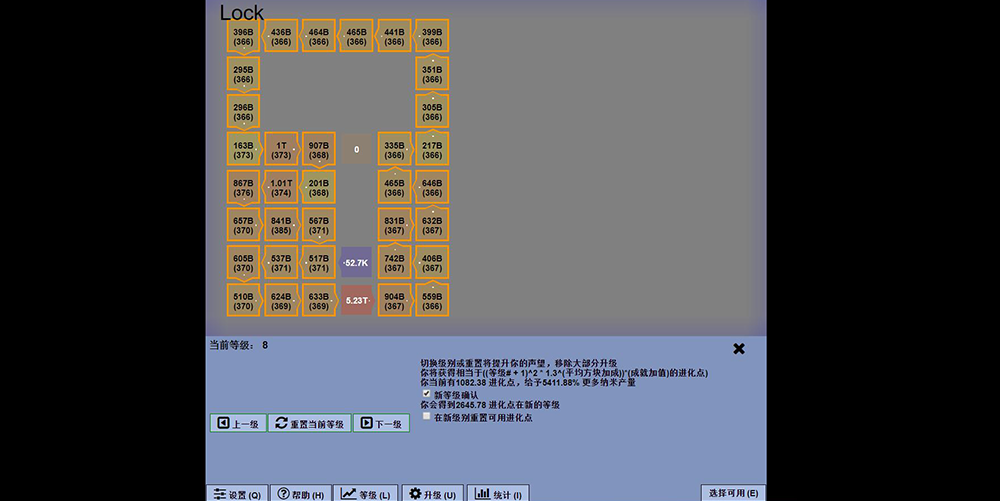 Lock
396B 436B 464B 465B 441B 399B
(366) (366) (366) (366) (366) (366)
295B 351B
(366) (366)
296B 305B
(366) (366)
163B 1T 907B 0 335B 217B
(373) (373) (368) (366) (366)
867B 1.01T 201B 465B 646B
(376) (374) (368) (366) (366)
657B 841B 567B 831B 632B
(370) (385) (371) (367) (367)
605B 537B 517B -52.7K 742B 406B
(370) (371) (371) (367) (367)
510B 624B 633B 5.23T 904B 559B
(370) (369) (369) (367) (366)
当前等级： 8
切换级别或重置将提升你的声望，移除大部分升级
你将获得相当于((等级# + 1)^2 * 1.3^(平均方块加成))*(成就加值)的进化点
你当前有1082.38 进化点，给予5411.88% 更多纳米产量
新等级确认
你会得到2645.78 进化点在新的等级
在新级别重置可用进化点
上一级 重置当前等级 下一级
设置 (Q) 帮助 (H) 等级 (L) 升级 (U) 统计 (I) 选择可用 (E)